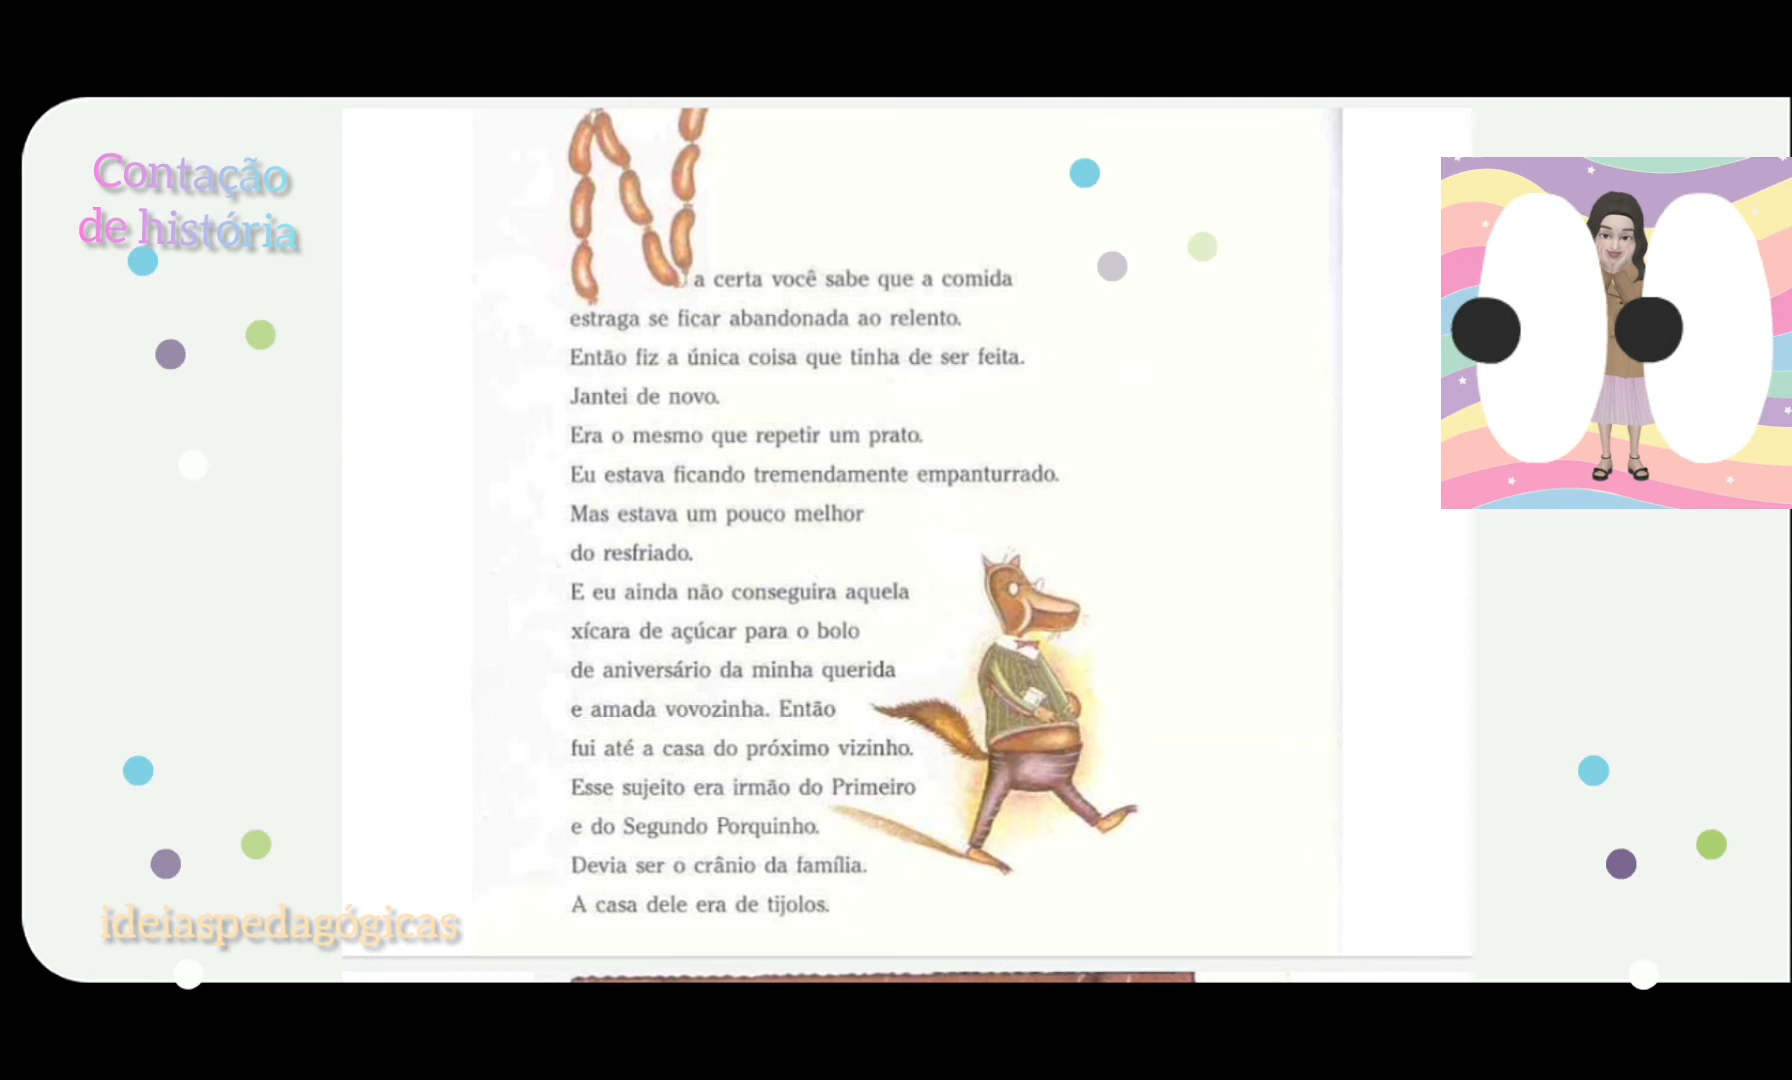 Contação
de história
Na certa você sabe que a comida
estraga se ficar abandonada ao relento.
Então fiz a única coisa que tinha de ser feita.
Jantei de novo.
Era o mesmo que repetir um prato.
Eu estava ficando tremendamente empanturrado.
Mas estava um pouco melhor
do resfriado.
E eu ainda não conseguira aquela
xícara de açúcar para o bolo
de aniversário da minha querida
e amada vovozinha. Então
fui até a casa do próximo vizinho.
Esse sujeito era irmão do Primeiro
e do Segundo Porquinho.
Devia ser o crânio da família.
A casa dele era de tijolos.
ideiaspedagógicas